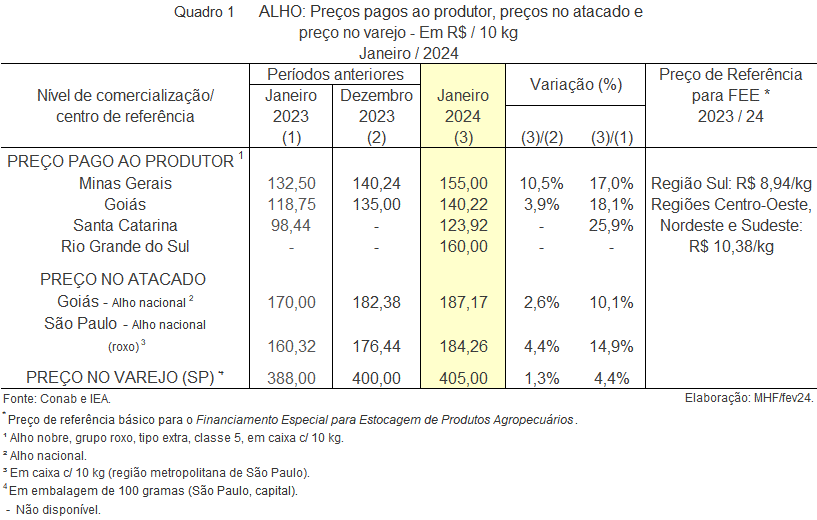 Quadro 1 ALHO: Preços pagos ao produtor, preços no atacado e
preço no varejo - Em R$ / 10 kg
Janeiro / 2024
Nível de comercialização/ centro de referência
Períodos anteriores
Janeiro 2023 (1)
Dezembro 2023 (2)
Janeiro 2024 (3)
Variação (%)
(3)/(2) (3)/(1)
Preço de Referência para FEE * 2023 / 24
PREÇO PAGO AO PRODUTOR ¹
Minas Gerais 132,50 140,24 155,00 10,5% 17,0% Região Sul: R$ 8,94/kg
Goiás 118,75 135,00 140,22 3,9% 18,1% Regiões Centro-Oeste,
Santa Catarina 98,44 - 123,92 - 25,9% Nordeste e Sudeste:
Rio Grande do Sul - - 160,00 R$ 10,38/kg
PREÇO NO ATACADO
Goiás - Alho nacional ² 170,00 182,38 187,17 2,6% 10,1%
São Paulo - Alho nacional
(roxo) ³ 160,32 176,44 184,26 4,4% 14,9%
PREÇO NO VAREJO (SP) ⁴ 388,00 400,00 405,00 1,3% 4,4%
Fonte: Conab e IEA. Elaboração: MHF/fev24.
* Preço de referência básico para o Financiamento Especial para Estocagem de Produtos Agropecuários.
¹ Alho nobre, grupo roxo, tipo extra, classe 5, em caixa c/ 10 kg.
² Alho nacional.
³ Em caixa c/ 10 kg (região metropolitana de São Paulo).
⁴ Em embalagem de 100 gramas (São Paulo, capital).
- Não disponível.